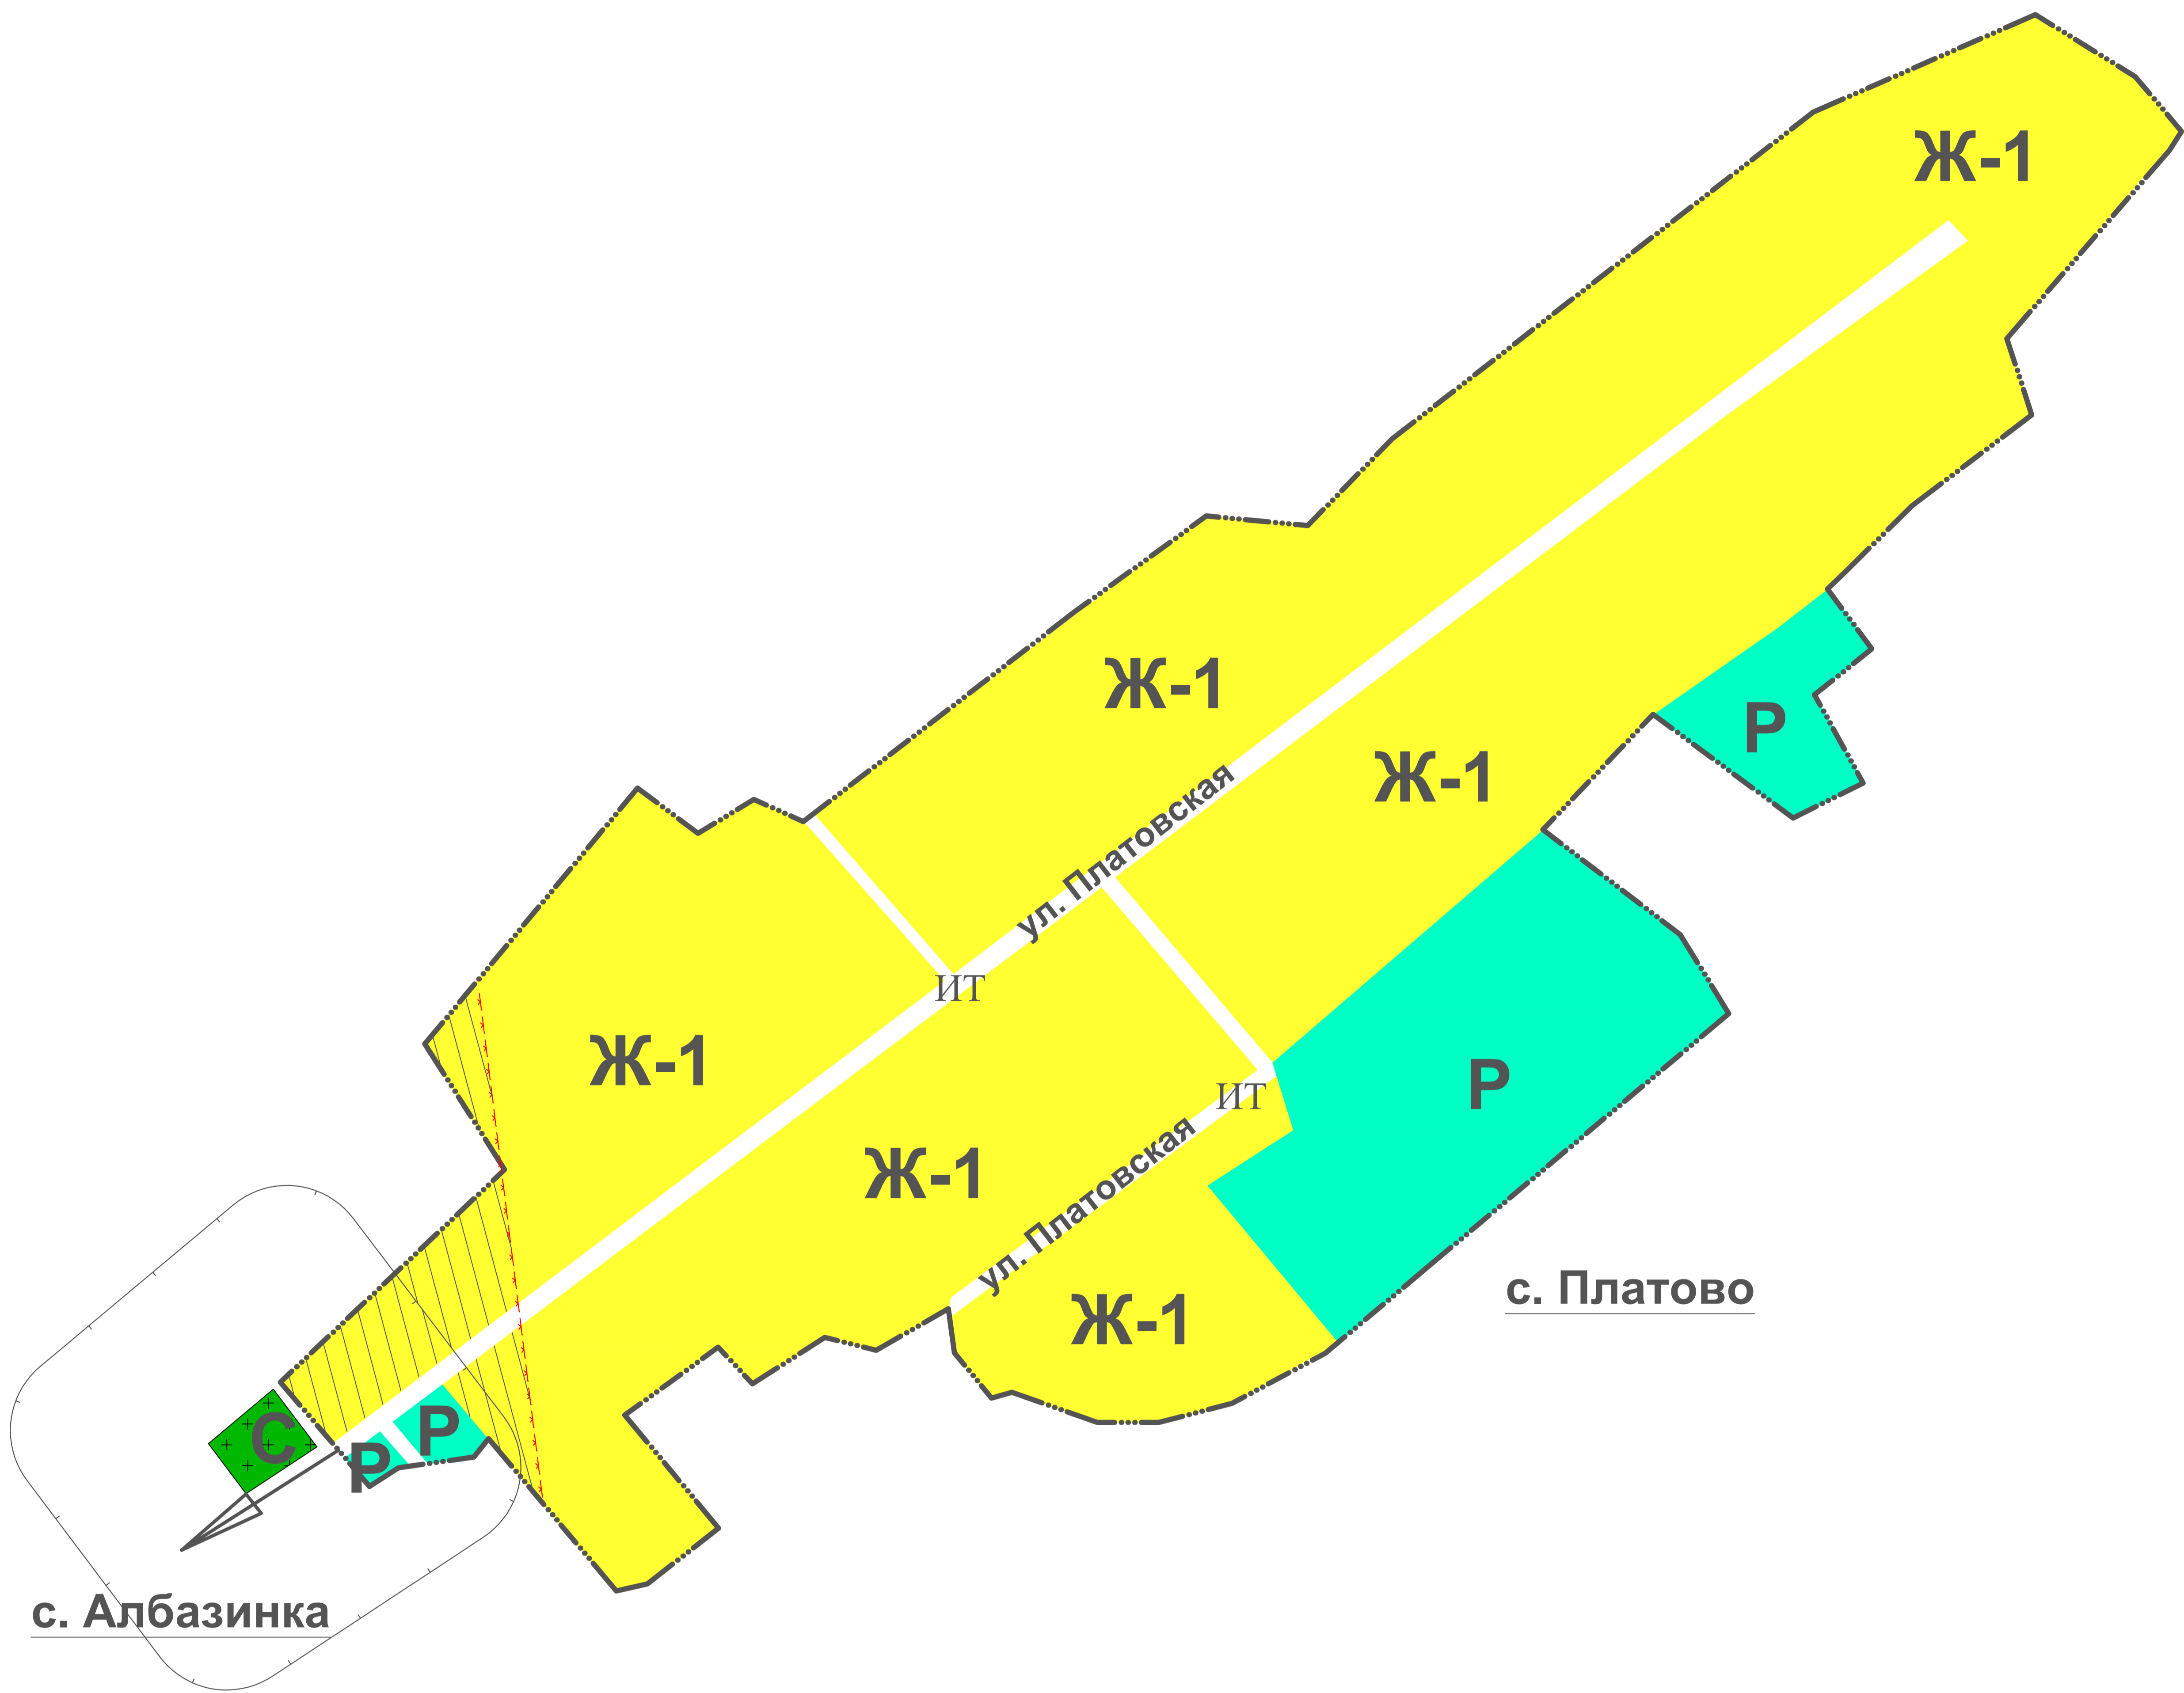 Ж-1
Ж-1
Ж-1
Р
ул. Платовская
ИТ
Ж-1
Р
ИТ
Ж-1
ул. Платовская
с. Платово
Ж-1
Р
С
Р
с. Албазинка